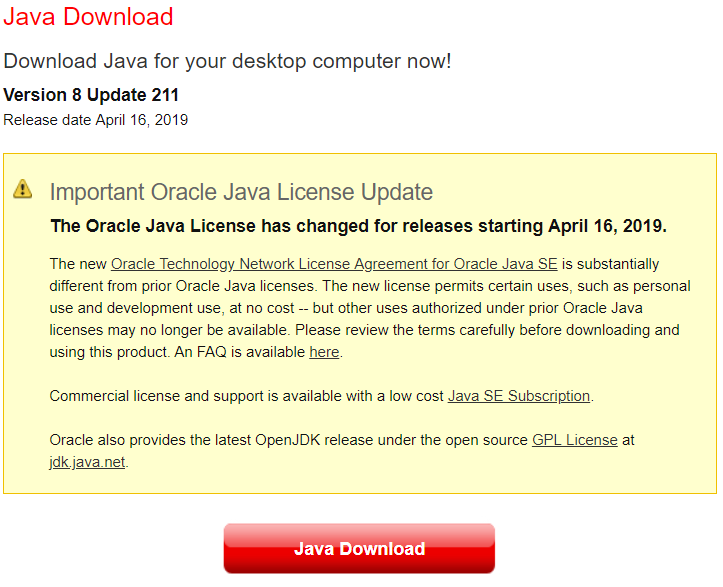 Java Download
Download Java for your desktop computer now!
Version 8 Update 211
Release date April 16, 2019
Important Oracle Java License Update
The Oracle Java License has changed for releases starting April 16, 2019.
The new Oracle Technology Network License Agreement for Oracle Java SE is substantially
different from prior Oracle Java licenses. The new license permits certain uses, such as personal
use and development use, at no cost -- but other uses authorized under prior Oracle Java
licenses may no longer be available. Please review the terms carefully before downloading and
using this product. An FAQ is available here.
Commercial license and support is available with a low cost Java SE Subscription.
Oracle also provides the latest OpenJDK release under the open source GPL License at
jdk.java.net.
Java Download